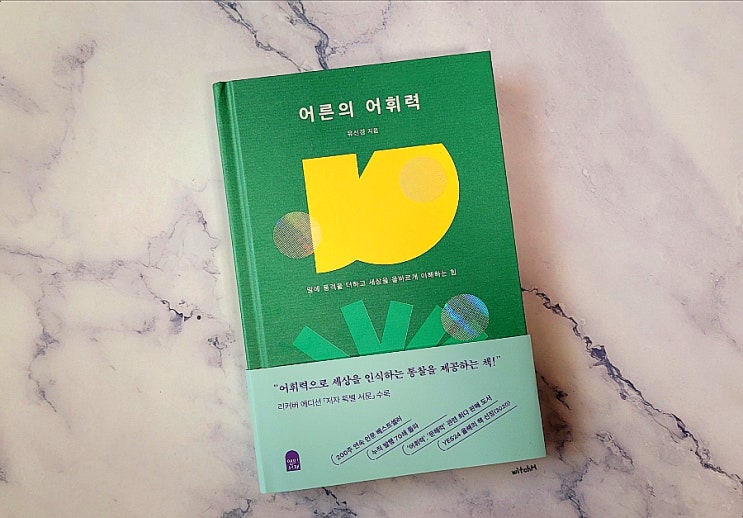 어른의 어휘력
유선경 지음
말에 품격을 더하고 세상을 올바르게 이해하는 힘
"어휘력으로 세상을 인식하는 통찰을 제공하는 책!"
리커버 에디션 「저자 특별 서문」 수록
200주 연속 인문 베스트셀러
누적 발행 70쇄 돌파
'어휘력'·'문해력' 관련 최다 판매 도서
YES24 올해의 책 선정(2020)
앤의
서재
witchM